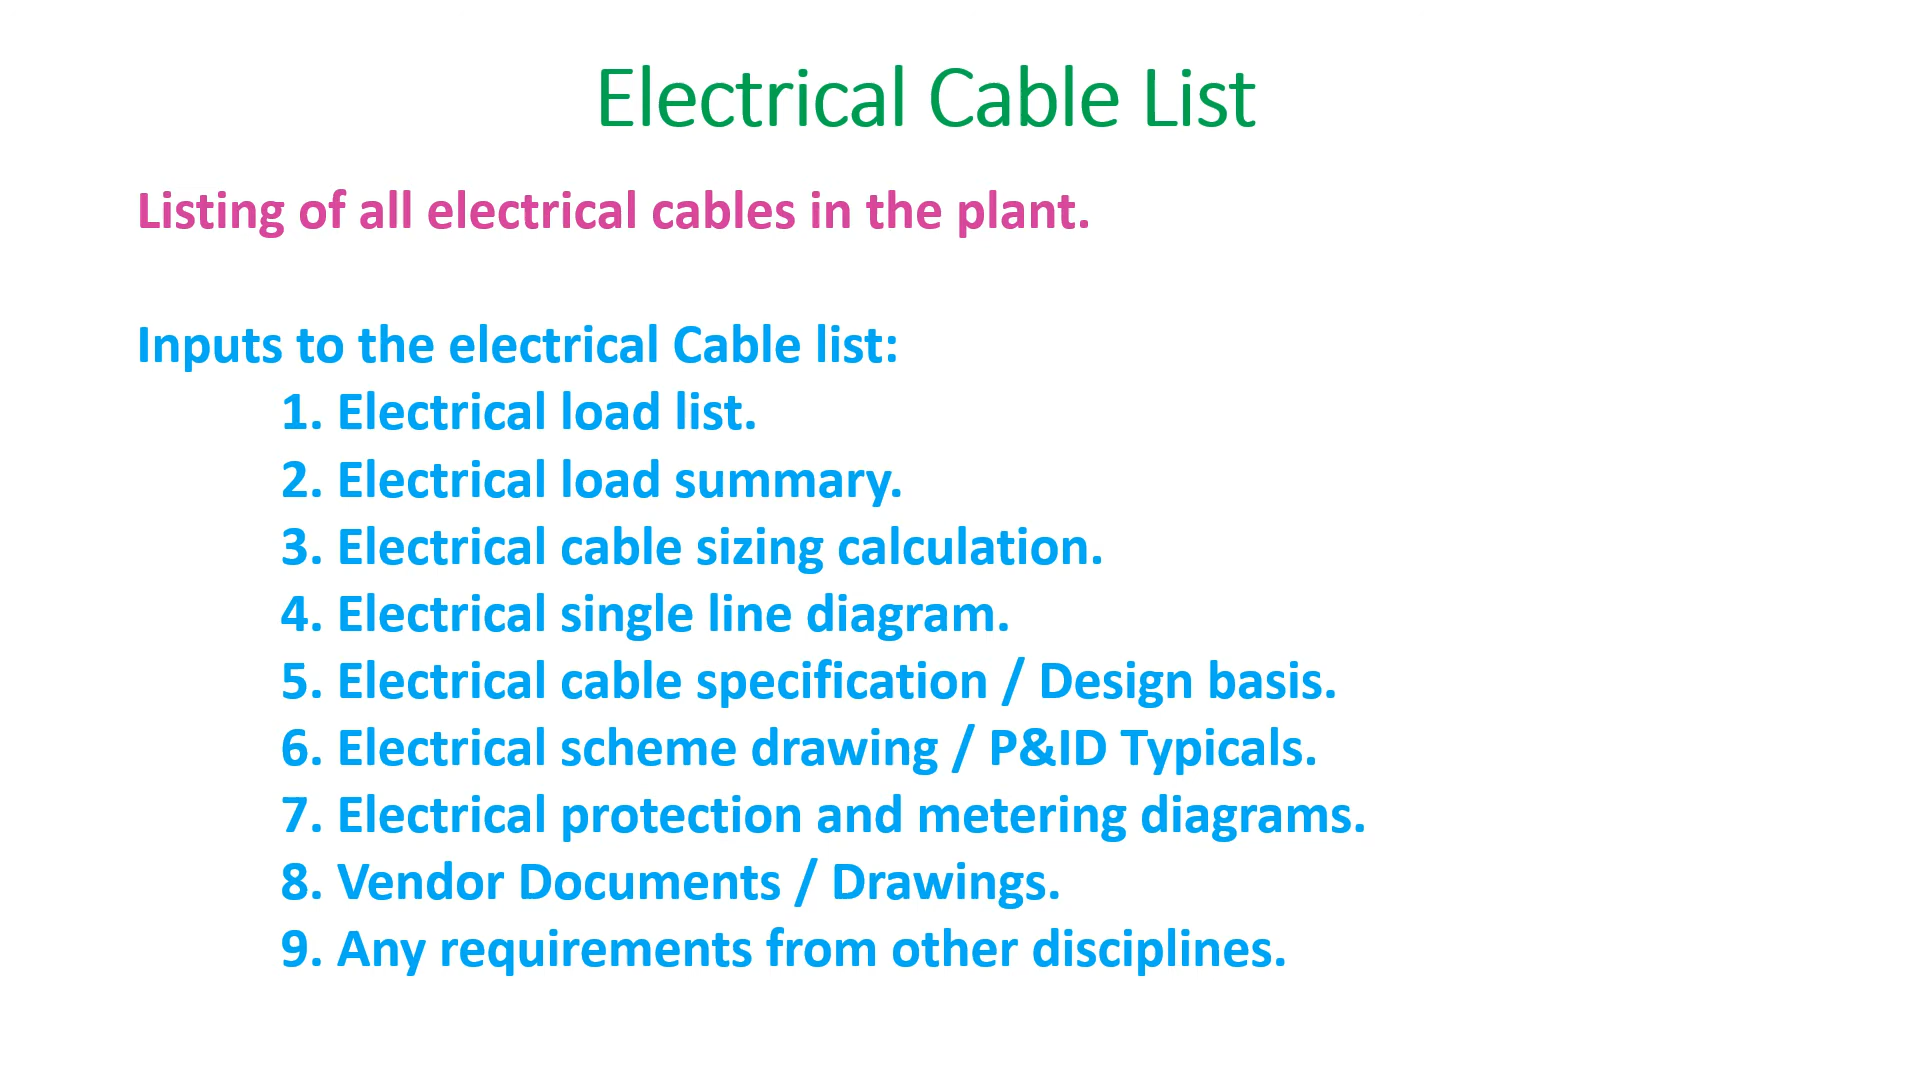 Electrical Cable List
Listing of all electrical cables in the plant.
Inputs to the electrical Cable list:
1. Electrical load list.
2. Electrical load summary.
3. Electrical cable sizing calculation.
4. Electrical single line diagram.
5. Electrical cable specification / Design basis.
6. Electrical scheme drawing / P&ID Typicals.
7. Electrical protection and metering diagrams.
8. Vendor Documents / Drawings.
9. Any requirements from other disciplines.